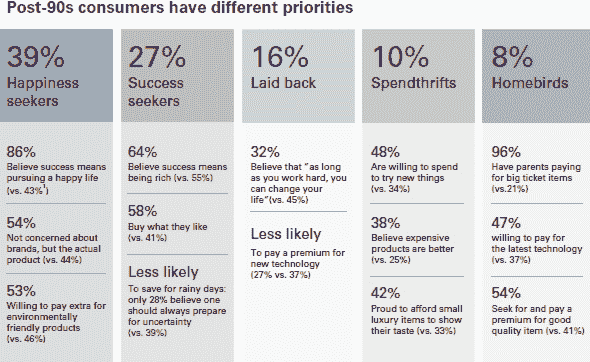 Post-90s consumers have different priorities
39%
Happiness
seekers
86%
Believe success means
pursuing a happy life
(vs. 43%¹)
54%
Not concerned about
brands, but the actual
product (vs. 44%)
53%
Willing to pay extra for
environmentally
friendly products
(vs. 46%)
27%
Success
seekers
64%
Believe success means
being rich (vs. 55%)
58%
Buy what they like
(vs. 41%)
Less likely
To save for rainy days:
only 28% believe one
should always prepare
for uncertainty
(vs. 39%)
16%
Laid back
32%
Believe that "as long
as you work hard, you
can change your
life"(vs. 45%)
Less likely
To pay a premium for
new technology
(27% vs. 37%)
10%
Spendthrifts
48%
Are willing to spend
to try new things
(vs. 34%)
38%
Believe expensive
products are better
(vs. 25%)
42%
Proud to afford small
luxury items to show
their taste (vs. 33%)
8%
Homebirds
96%
Have parents paying
for big ticket items
(vs.21%)
47%
willing to pay for
the latest technology
(vs. 37%)
54%
Seek for and pay a
premium for good
quality item (vs. 41%)